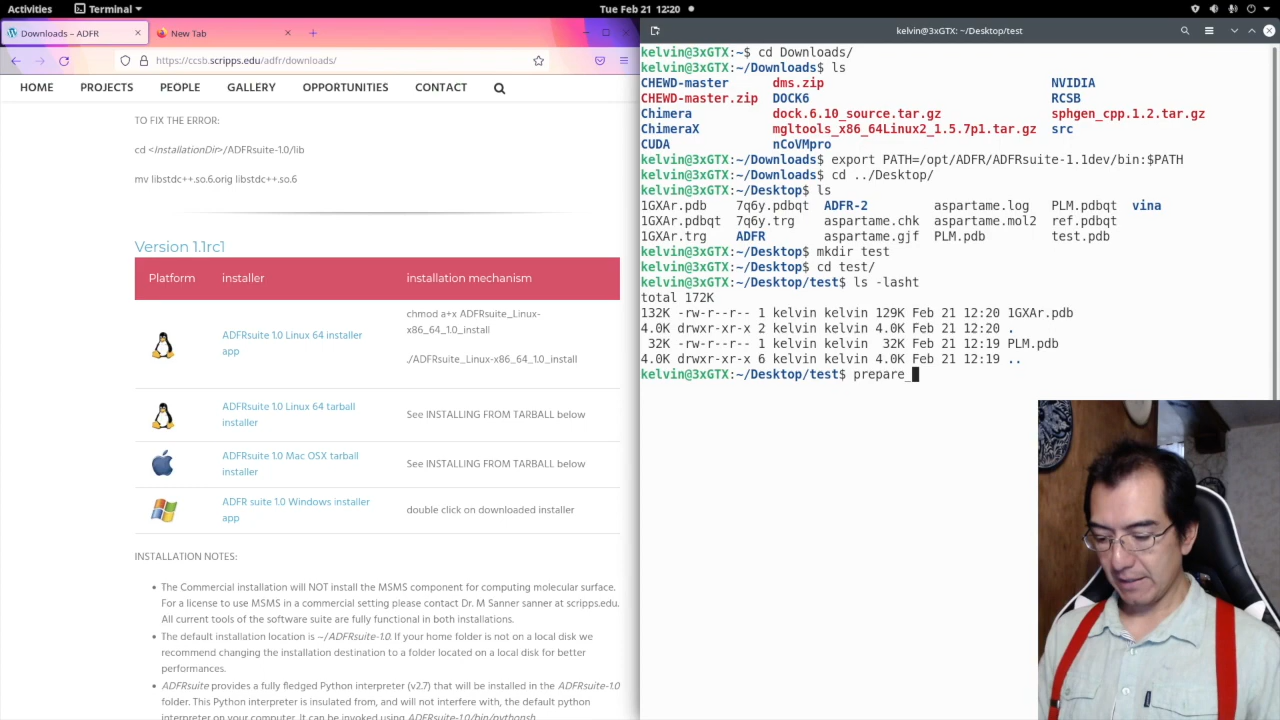 Activities
Terminal
Tue Feb 21 12:20
Downloads – ADFR
New Tab
https://ccsb.scripps.edu/adfr/downloads/
HOME PROJECTS PEOPLE GALLERY OPPORTUNITIES CONTACT
TO FIX THE ERROR:
cd <InstallationDir>/ADFRsuite-1.0/lib
mv libstdc++.so.6.orig libstdc++.so.6
Version 1.1rc1
Platform installer installation mechanism
ADFRsuite 1.0 Linux 64 installer
app
chmod a+x ADFRsuite_Linux-
x86_64_1.0_install
./ADFRsuite_Linux-x86_64_1.0_install
ADFRsuite 1.0 Linux 64 tarball
installer
See INSTALLING FROM TARBALL below
ADFRsuite 1.0 Mac OSX tarball
installer
See INSTALLING FROM TARBALL below
ADFR suite 1.0 Windows installer
app
double click on downloaded installer
INSTALLATION NOTES:
• The Commercial installation will NOT install the MSMS component for computing molecular surface.
For a license to use MSMS in a commercial setting please contact Dr. M Sanner sanner at scripps.edu.
All current tools of the software suite are fully functional in both installations.
• The default installation location is ~/ADFRsuite-1.0. If your home folder is not on a local disk we
recommend changing the installation destination to a folder located on a local disk for better
performances.
• ADFRsuite provides a fully fledged Python interpreter (v2.7) that will be installed in the ADFRsuite-1.0
folder. This Python interpreter is insulated from, and will not interfere with, the default python
interpreter on your computer. It can be invoked using ADFRsuite-1.0/bin/pythonsh.
kelvin@3xGTX: ~/Desktop/test
kelvin@3xGTX:~$ cd Downloads/
kelvin@3xGTX:~/Downloads$ ls
CHEWD-master dms.zip NVIDIA
CHEWD-master.zip DOCK6 RCSB
Chimera dock.6.10_source.tar.gz sphgen_cpp.1.2.tar.gz
ChimeraX mgltools_x86_64Linux2_1.5.7p1.tar.gz src
CUDA nCoVMpro
kelvin@3xGTX:~/Downloads$ export PATH=/opt/ADFR/ADFRsuite-1.1dev/bin:$PATH
kelvin@3xGTX:~/Downloads$ cd ../Desktop/
kelvin@3xGTX:~/Desktop$ ls
1GXAr.pdb 7q6y.pdbqt ADFR-2 aspartame.log PLM.pdbqt vina
1GXAr.pdbqt 7q6y.trg aspartame.chk aspartame.mol2 ref.pdbqt
1GXAr.trg ADFR aspartame.gjf PLM.pdb test.pdb
kelvin@3xGTX:~/Desktop$ mkdir test
kelvin@3xGTX:~/Desktop$ cd test/
kelvin@3xGTX:~/Desktop/test$ ls -lasht
total 172K
132K -rw-r--r-- 1 kelvin kelvin 129K Feb 21 12:20 1GXAr.pdb
4.0K drwxr-xr-x 2 kelvin kelvin 4.0K Feb 21 12:20 .
32K -rw-r--r-- 1 kelvin kelvin 32K Feb 21 12:19 PLM.pdb
4.0K drwxr-xr-x 6 kelvin kelvin 4.0K Feb 21 12:19 ..
kelvin@3xGTX:~/Desktop/test$ prepare_